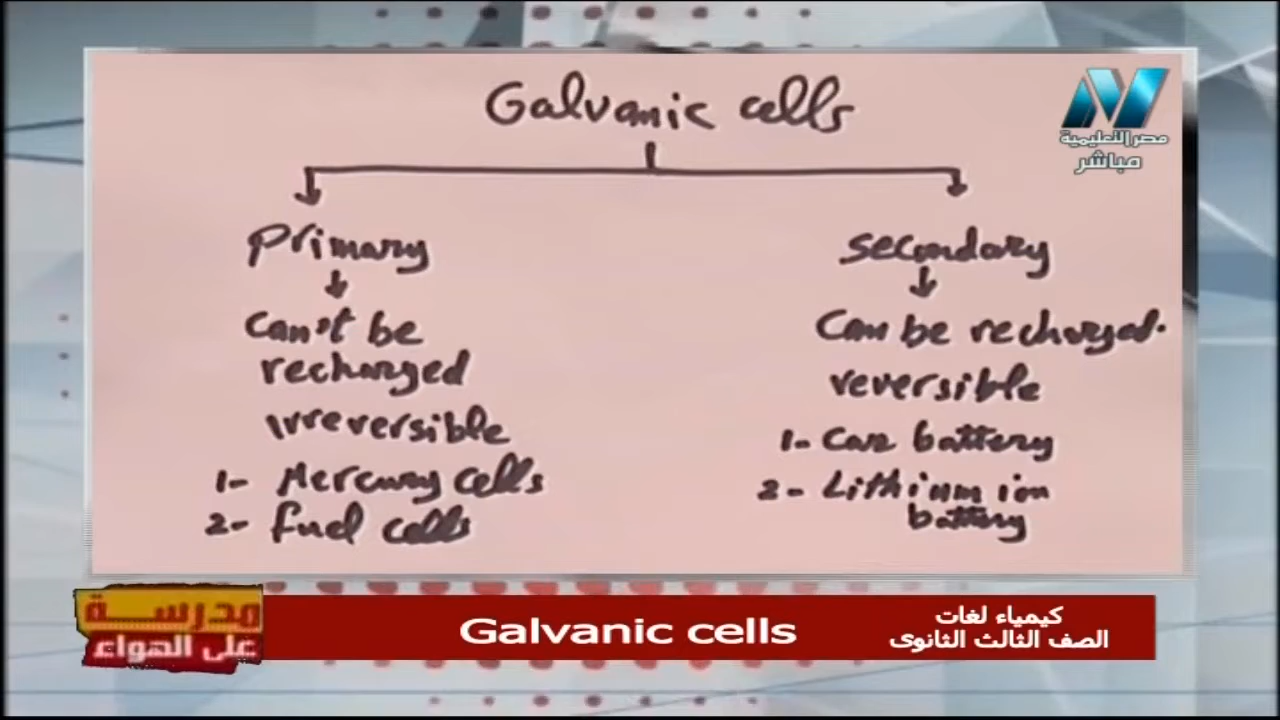 Galvanic cells
مصر التعليمية
مباشر
primary
secondary
Can't be
recharged
irreversible
1- Mercury cells
2- fuel cells
Can be recharged.
reversible
1- Car battery
2- Lithium ion
battery
مدرسة
على الهواء
Galvanic cells
كيمياء لغات
الصف الثالث الثانوى